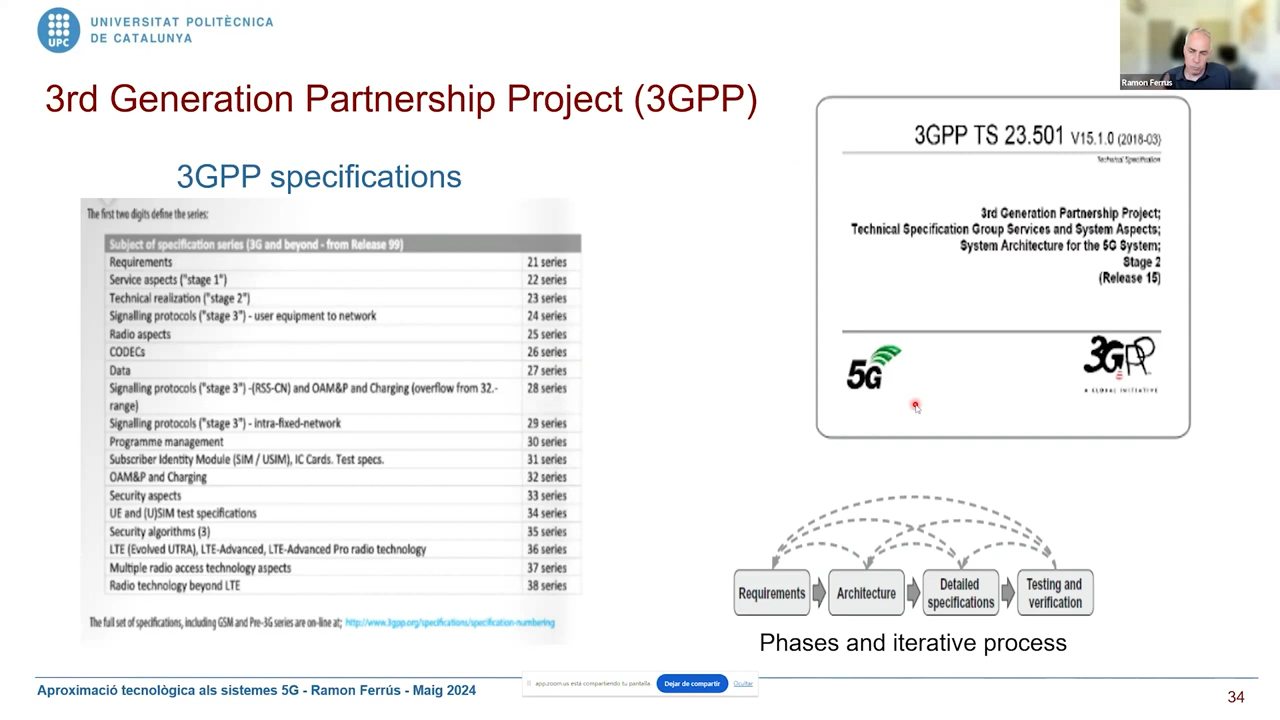 UNIVERSITAT POLITÈCNICA
DE CATALUNYA
UPC
Ramon Ferrus
3rd Generation Partnership Project (3GPP)
3GPP specifications
The first two digits define the series:
Subject of specification series (3G and beyond - from Release 99)
Requirements 21 series
Service aspects ("stage 1") 22 series
Technical realization ("stage 2") 23 series
Signalling protocols ("stage 3") - user equipment to network 24 series
Radio aspects 25 series
CODECs 26 series
Data 27 series
Signalling protocols ("stage 3") -(RSS-CN) and OAM&P and Charging (overflow from 32.- 28 series
range)
Signalling protocols ("stage 3") - intra-fixed-network 29 series
Programme management 30 series
Subscriber Identity Module (SIM / USIM), IC Cards. Test specs. 31 series
OAM&P and Charging 32 series
Security aspects 33 series
UE and (U)SIM test specifications 34 series
Security algorithms (3) 35 series
LTE (Evolved UTRA), LTE-Advanced, LTE-Advanced Pro radio technology 36 series
Multiple radio access technology aspects 37 series
Radio technology beyond LTE 38 series
The full set of specifications, including GSM and Pre-3G series are on-line at; http://www.3gpp.org/specifications/specification-numbering
3GPP TS 23.501 V15.1.0 (2018-03)
Technical Specification
3rd Generation Partnership Project;
Technical Specification Group Services and System Aspects;
System Architecture for the 5G System;
Stage 2
(Release 15)
5G
3GPP
A GLOBAL INITIATIVE
Requirements
Architecture
Detailed
specifications
Testing and
verification
Phases and iterative process
Aproximació tecnològica als sistemes 5G - Ramon Ferrús - Maig 2024
app.zoom.us está compartiendo tu pantalla.
Dejar de compartir
Ocultar
34